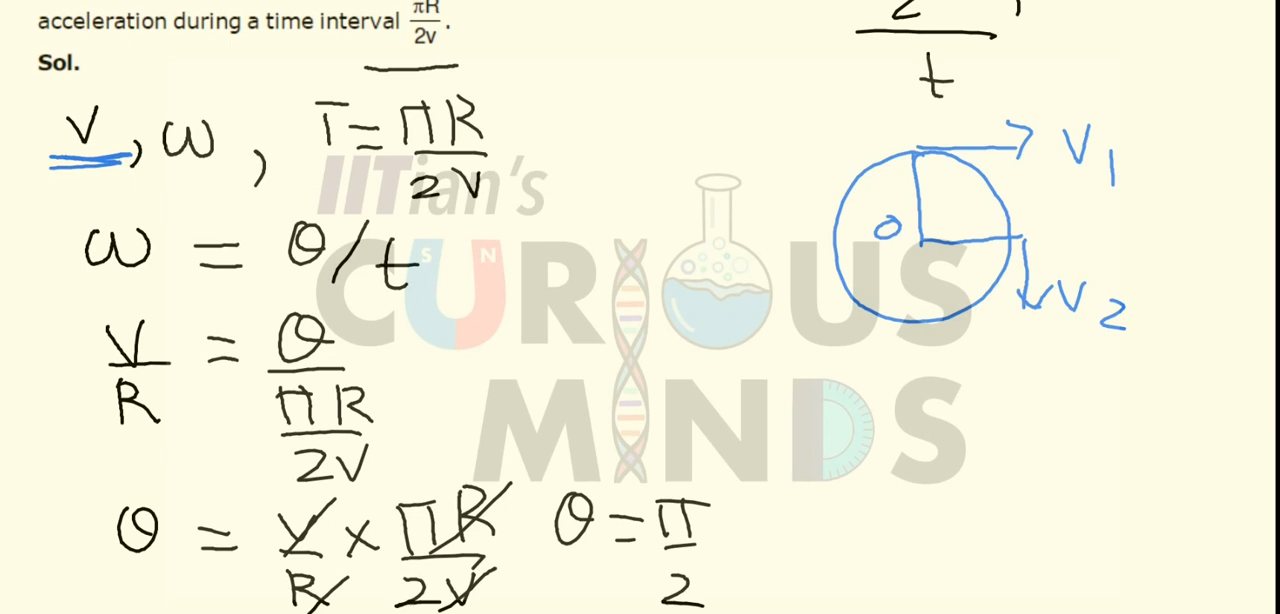 acceleration during a time interval πR/2v.
Sol.
V, ω, T = πR/2V
ω = θ/t
V/R = θ/(πR/2V)
θ = V/R × πR/2V θ = π/2
t
V1
O
V2
IITian's
CURIOUS
S N
MINDS